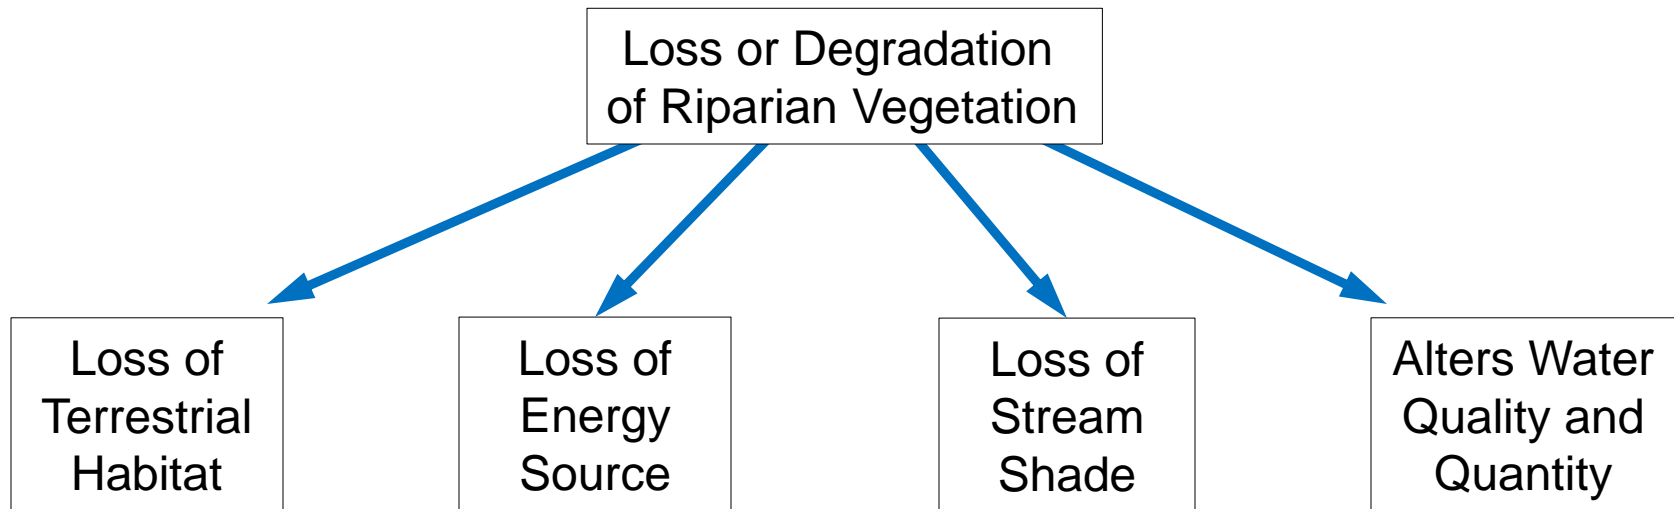 Loss or Degradation
of Riparian Vegetation
Loss of
Terrestrial
Habitat
Loss of
Energy
Source
Loss of
Stream
Shade
Alters Water
Quality and
Quantity